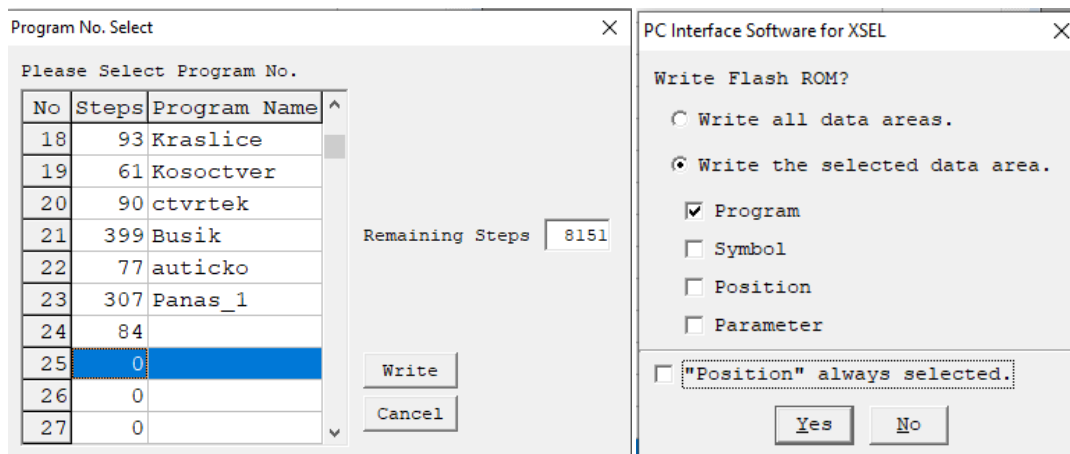 Program No. Select
Please Select Program No.
No Steps Program Name
18 93 Kraslice
19 61 Kosoctver
20 90 ctvrtek
21 399 Busik
22 77 auticko
23 307 Panas_1
24 84
25 0
26 0
27 0
Remaining Steps 8151
Write
Cancel
PC Interface Software for XSEL
Write Flash ROM?
Write all data areas.
Write the selected data area.
Program
Symbol
Position
Parameter
"Position" always selected.
Yes No